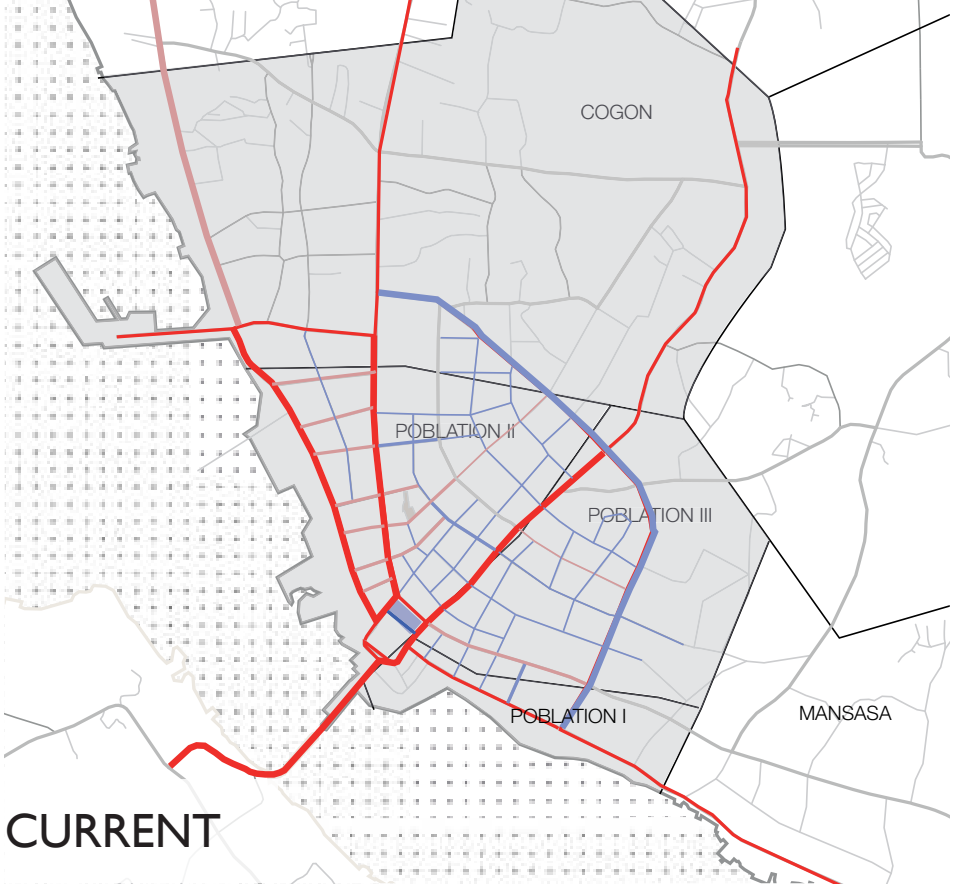 COGON
POBLATION II
POBLATION III
POBLATION I
MANSASA
CURRENT